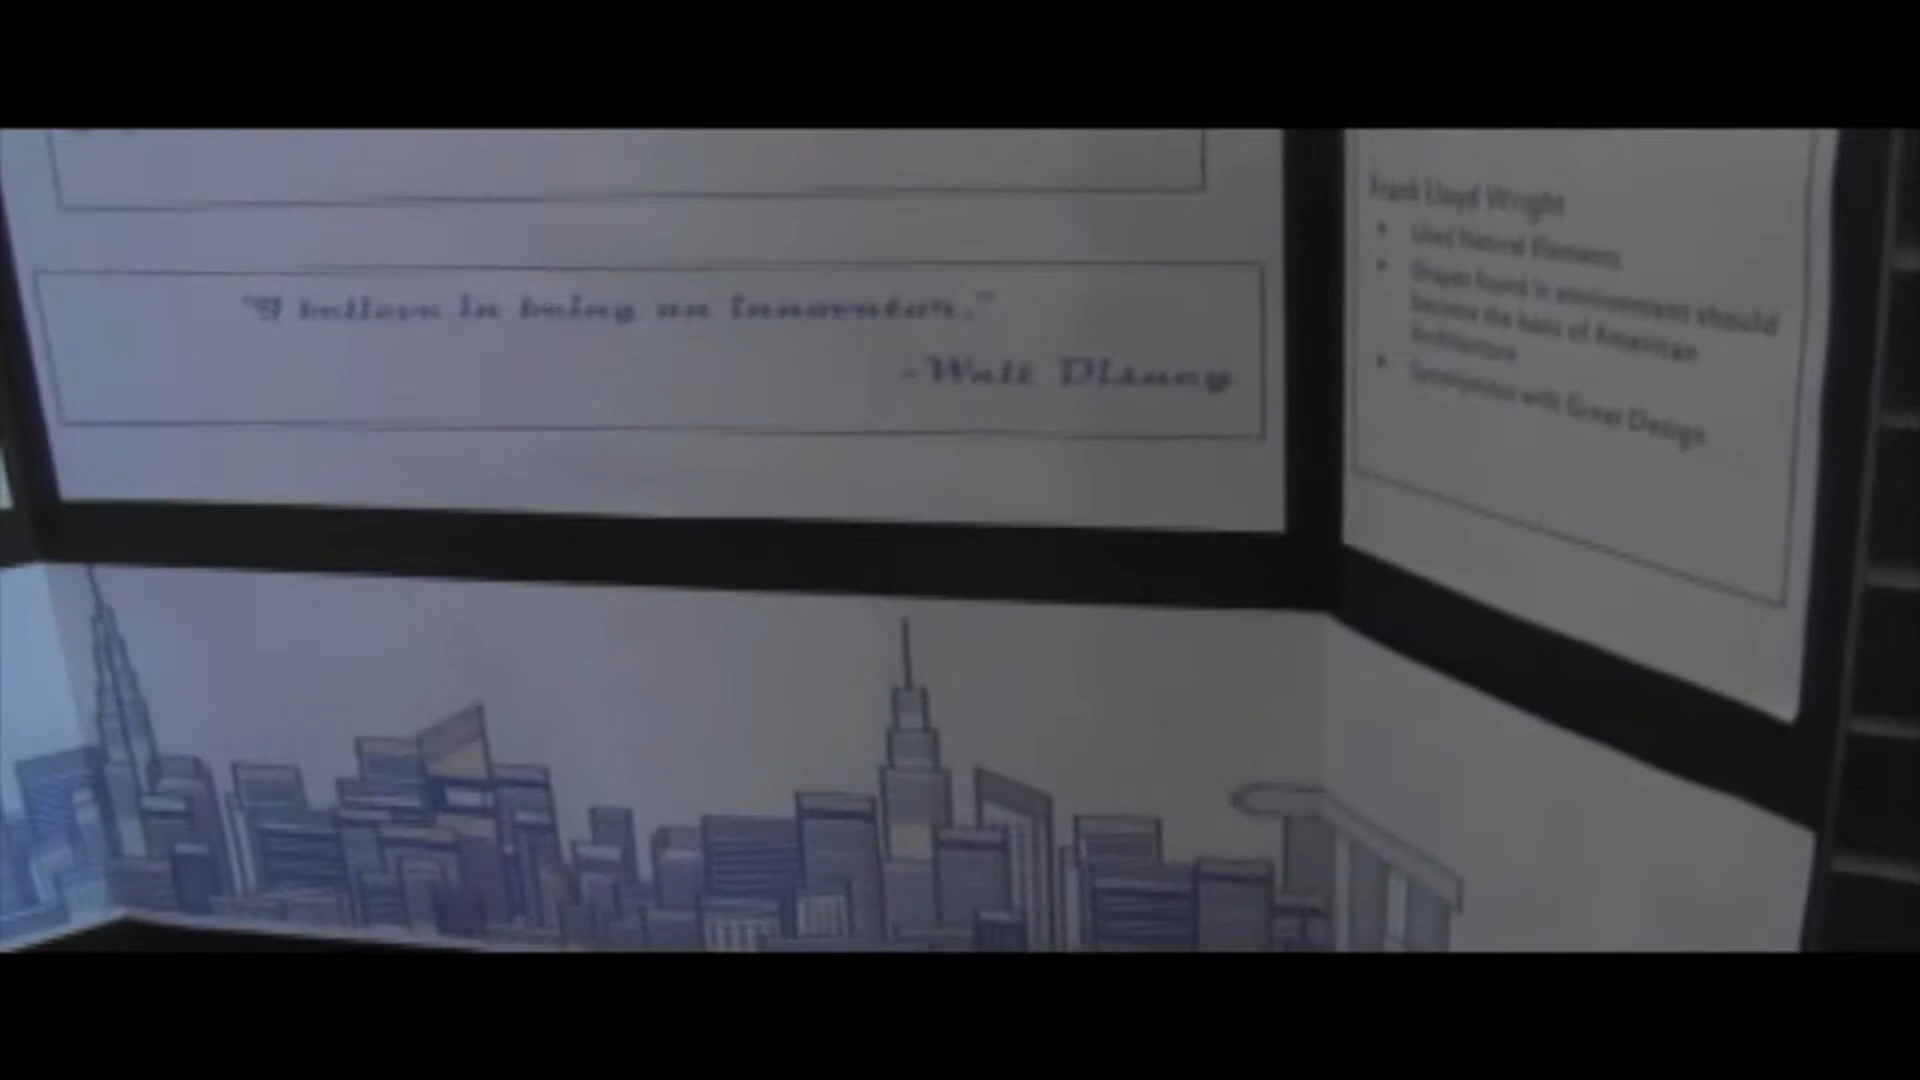 "I believe in being an innovator."
-Walt Disney
Frank Lloyd Wright
• Used Natural Elements
• Shapes found in environment should
become the basis of American
Architecture
• Synonymous with Great Design